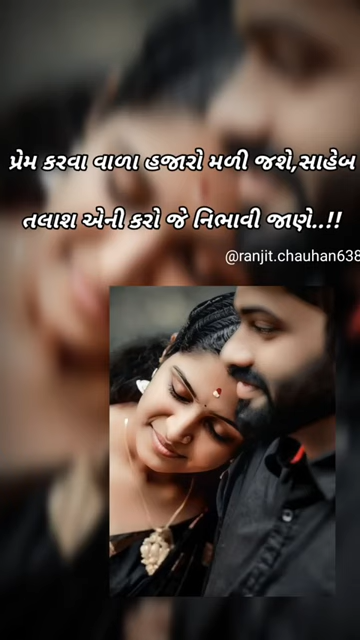 પ્રેમ કરવા વાળા હજારો મળી જશે,સાહેબ
તલાશ એની કરો જે નિભાવી જાણે..!!
@ranjit.chauhan638